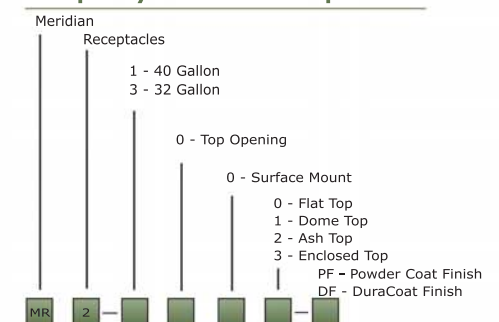 Meridian
Receptacles
1 - 40 Gallon
3 - 32 Gallon
0 - Top Opening
0 - Surface Mount
0 - Flat Top
1 - Dome Top
2 - Ash Top
3 - Enclosed Top
PF - Powder Coat Finish
DF - DuraCoat Finish
MR 2 - -